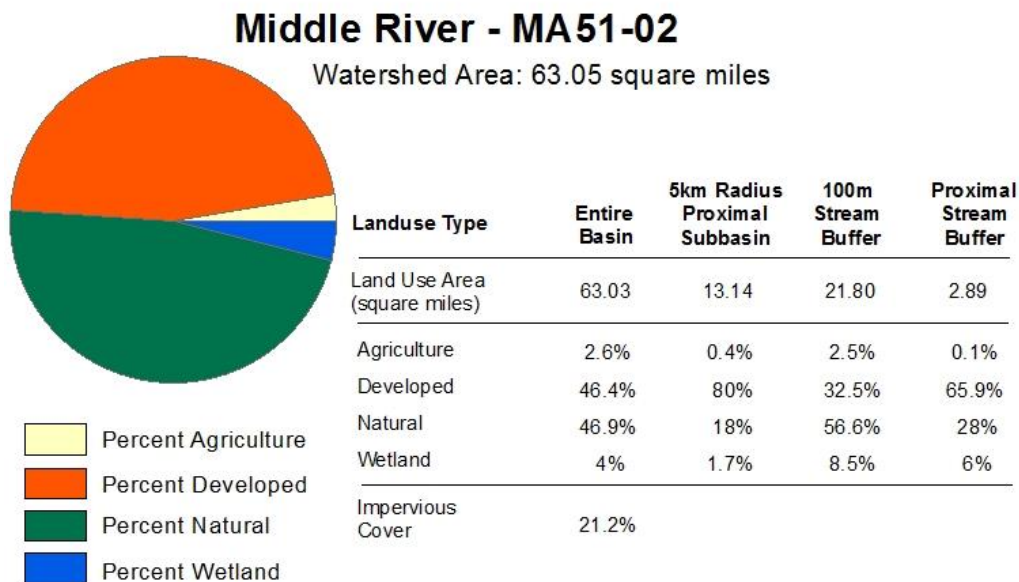 Middle River - MA51-02
Watershed Area: 63.05 square miles
Landuse Type
Entire
Basin
5km Radius
Proximal
Subbasin
100m
Stream
Buffer
Proximal
Stream
Buffer
Land Use Area
(square miles)
63.03 13.14 21.80 2.89
Agriculture 2.6% 0.4% 2.5% 0.1%
Developed 46.4% 80% 32.5% 65.9%
Natural 46.9% 18% 56.6% 28%
Wetland 4% 1.7% 8.5% 6%
Impervious
Cover
21.2%
Percent Agriculture
Percent Developed
Percent Natural
Percent Wetland